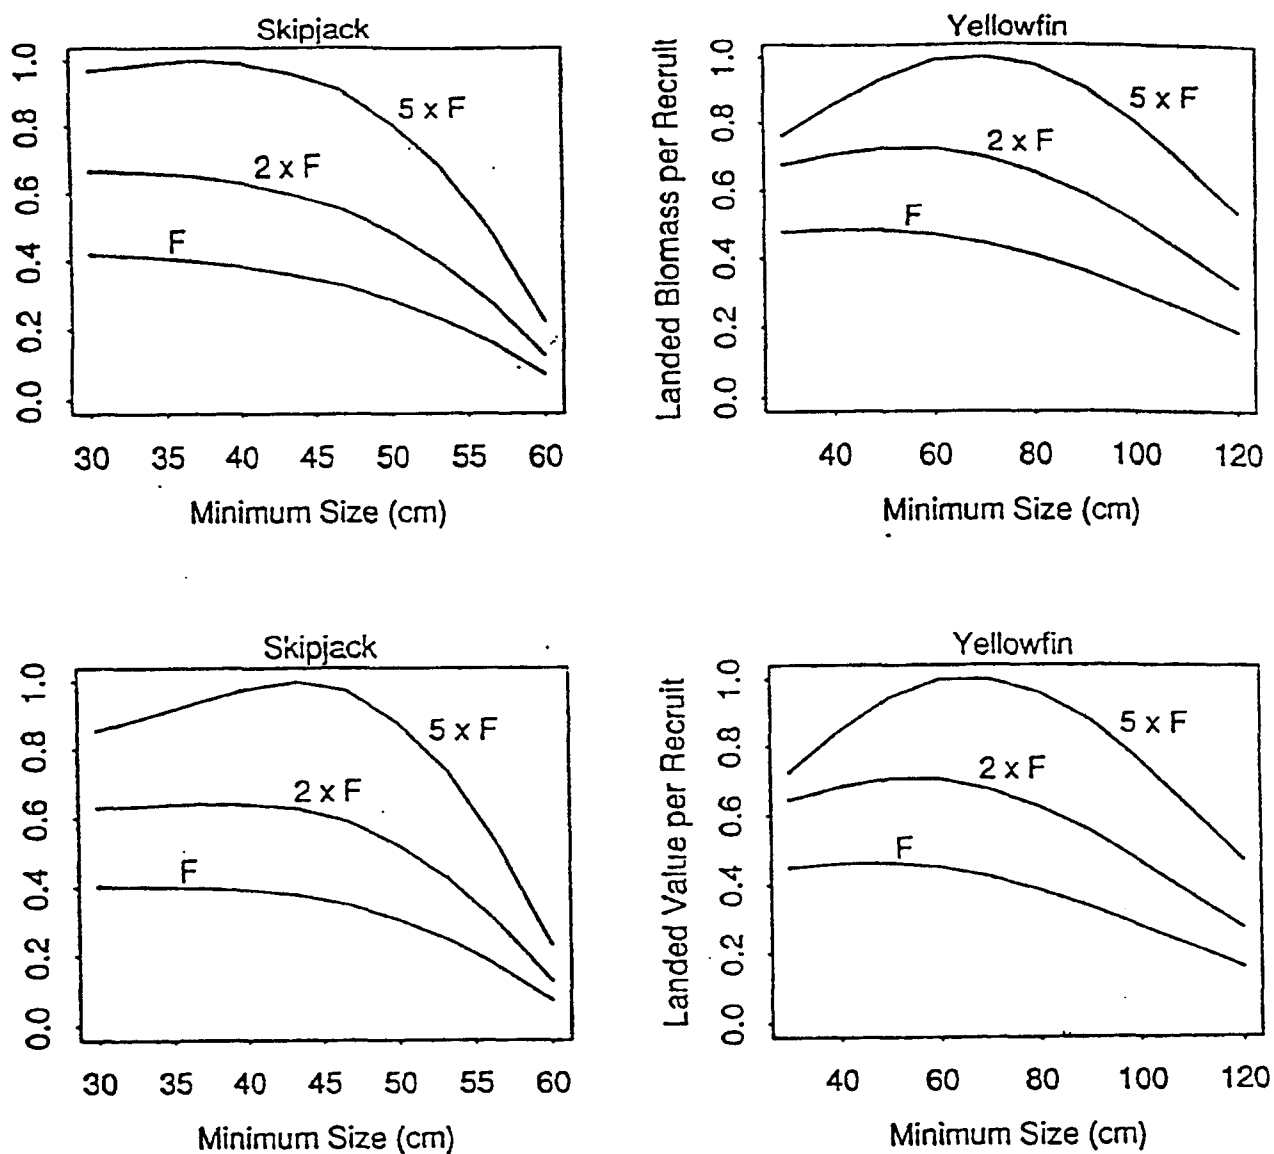 Skipjack
1.0
0.8
0.6
0.4
0.2
0.0
5 x F
2 x F
F
30 35 40 45 50 55 60
Minimum Size (cm)
Yellowfin
Landed Biomass per Recruit
1.0
0.8
0.6
0.4
0.2
0.0
5 x F
2 x F
F
40 60 80 100 120
Minimum Size (cm)
Skipjack
1.0
0.8
0.6
0.4
0.2
0.0
5 x F
2 x F
F
30 35 40 45 50 55 60
Minimum Size (cm)
Yellowfin
Landed Value per Recruit
1.0
0.8
0.6
0.4
0.2
0.0
5 x F
2 x F
F
40 60 80 100 120
Minimum Size (cm)